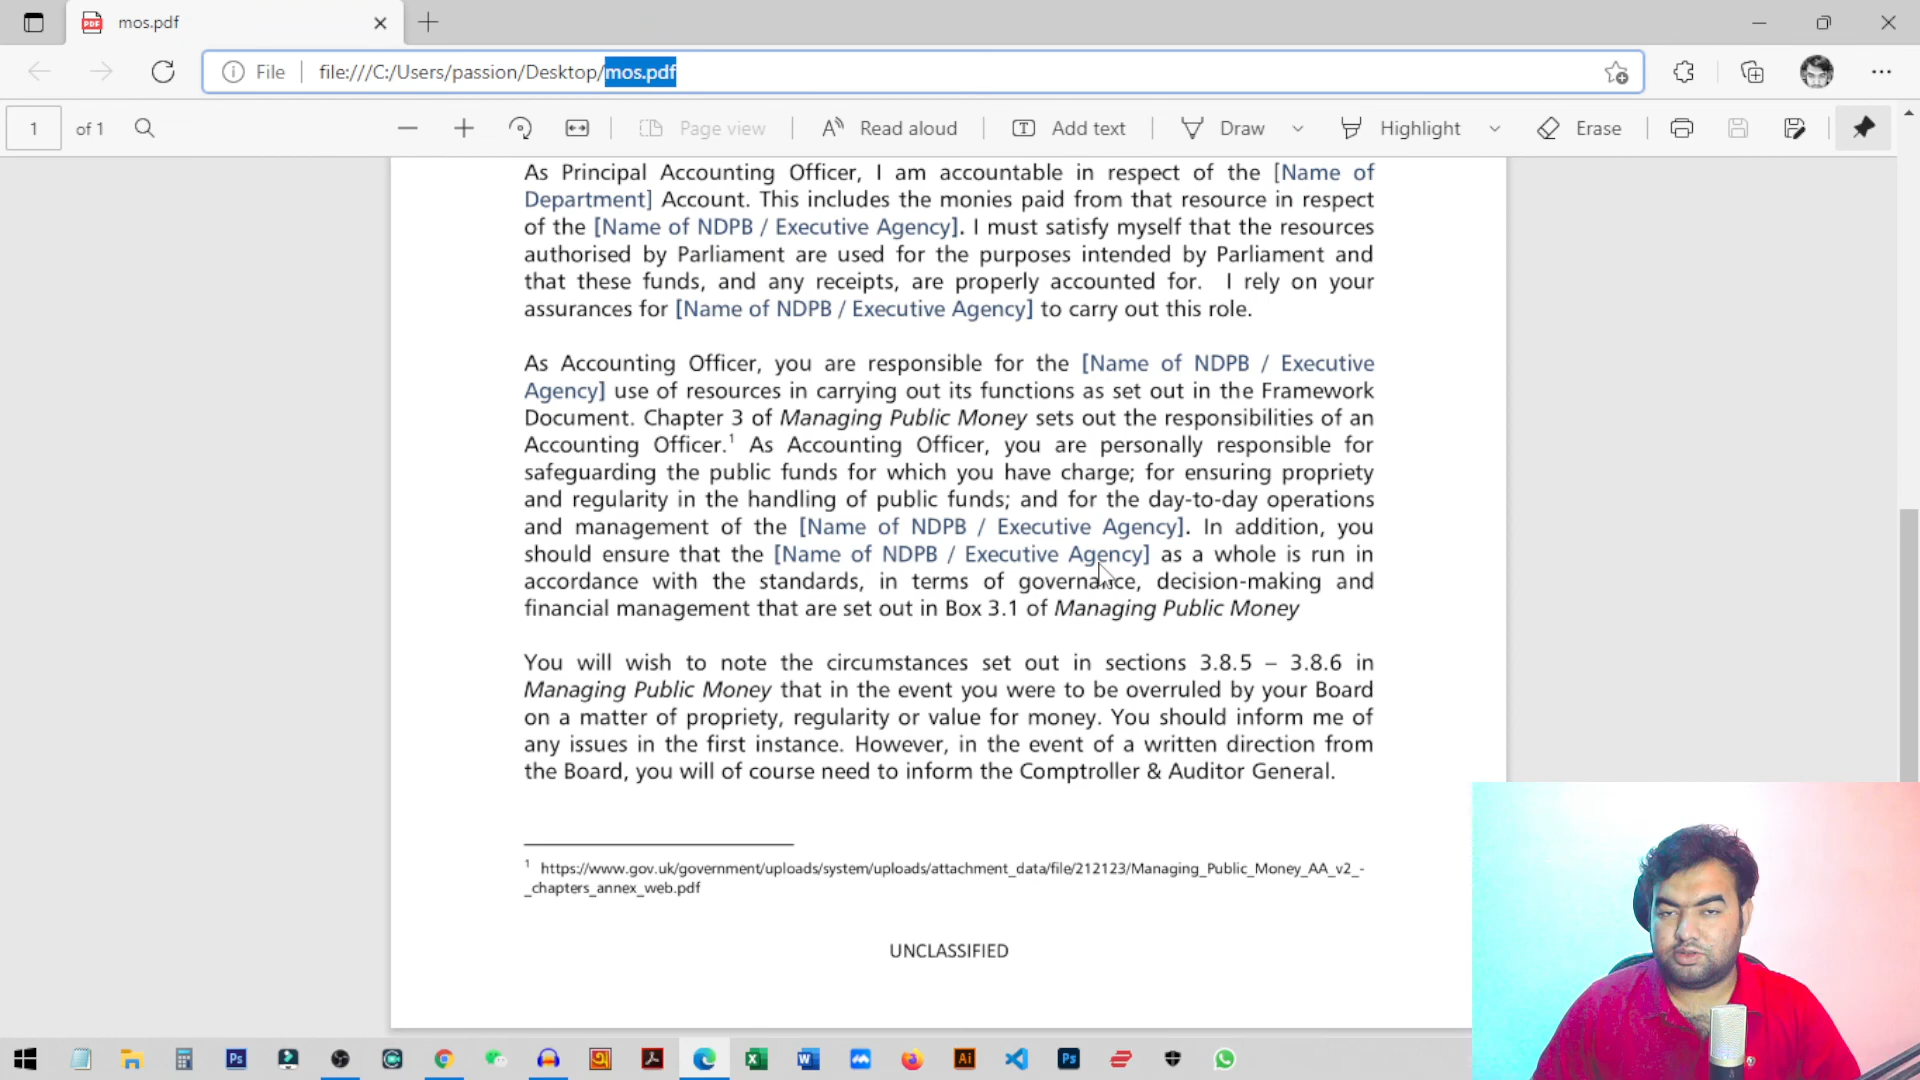 mos.pdf
File
file:///C:/Users/passion/Desktop/mos.pdf
1
of 1
Page view
Read aloud
Add text
Draw
Highlight
Erase
As Principal Accounting Officer, I am accountable in respect of the [Name of
Department] Account. This includes the monies paid from that resource in respect
of the [Name of NDPB / Executive Agency]. I must satisfy myself that the resources
authorised by Parliament are used for the purposes intended by Parliament and
that these funds, and any receipts, are properly accounted for. I rely on your
assurances for [Name of NDPB / Executive Agency] to carry out this role.
As Accounting Officer, you are responsible for the [Name of NDPB / Executive
Agency] use of resources in carrying out its functions as set out in the Framework
Document. Chapter 3 of Managing Public Money sets out the responsibilities of an
Accounting Officer.1 As Accounting Officer, you are personally responsible for
safeguarding the public funds for which you have charge; for ensuring propriety
and regularity in the handling of public funds; and for the day-to-day operations
and management of the [Name of NDPB / Executive Agency]. In addition, you
should ensure that the [Name of NDPB / Executive Agency] as a whole is run in
accordance with the standards, in terms of governance, decision-making and
financial management that are set out in Box 3.1 of Managing Public Money
You will wish to note the circumstances set out in sections 3.8.5 – 3.8.6 in
Managing Public Money that in the event you were to be overruled by your Board
on a matter of propriety, regularity or value for money. You should inform me of
any issues in the first instance. However, in the event of a written direction from
the Board, you will of course need to inform the Comptroller & Auditor General.
1 https://www.gov.uk/government/uploads/system/uploads/attachment_data/file/212123/Managing_Public_Money_AA_v2_-
_chapters_annex_web.pdf
UNCLASSIFIED